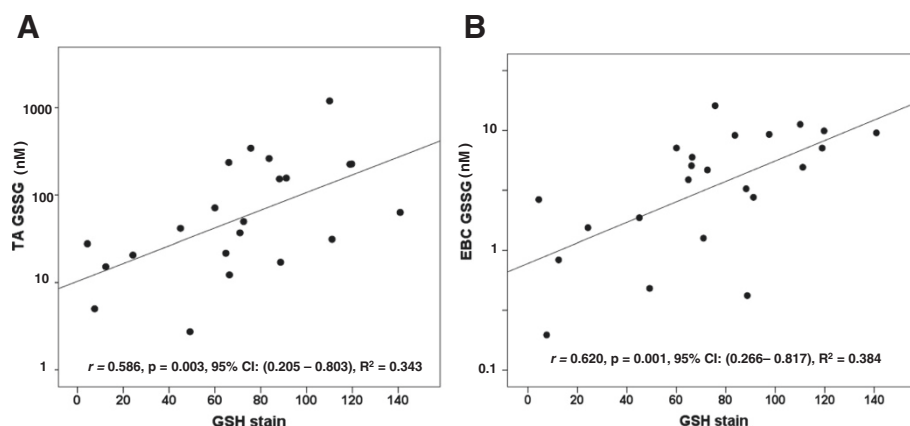 A
TA GSSG (nM)
1000
100
10
1
r = 0.586, p = 0.003, 95% CI: (0.205 – 0.803), R² = 0.343
0 20 40 60 80 100 120 140
GSH stain
B
EBC GSSG (nM)
10
1
0.1
r = 0.620, p = 0.001, 95% CI: (0.266– 0.817), R² = 0.384
0 20 40 60 80 100 120 140
GSH stain